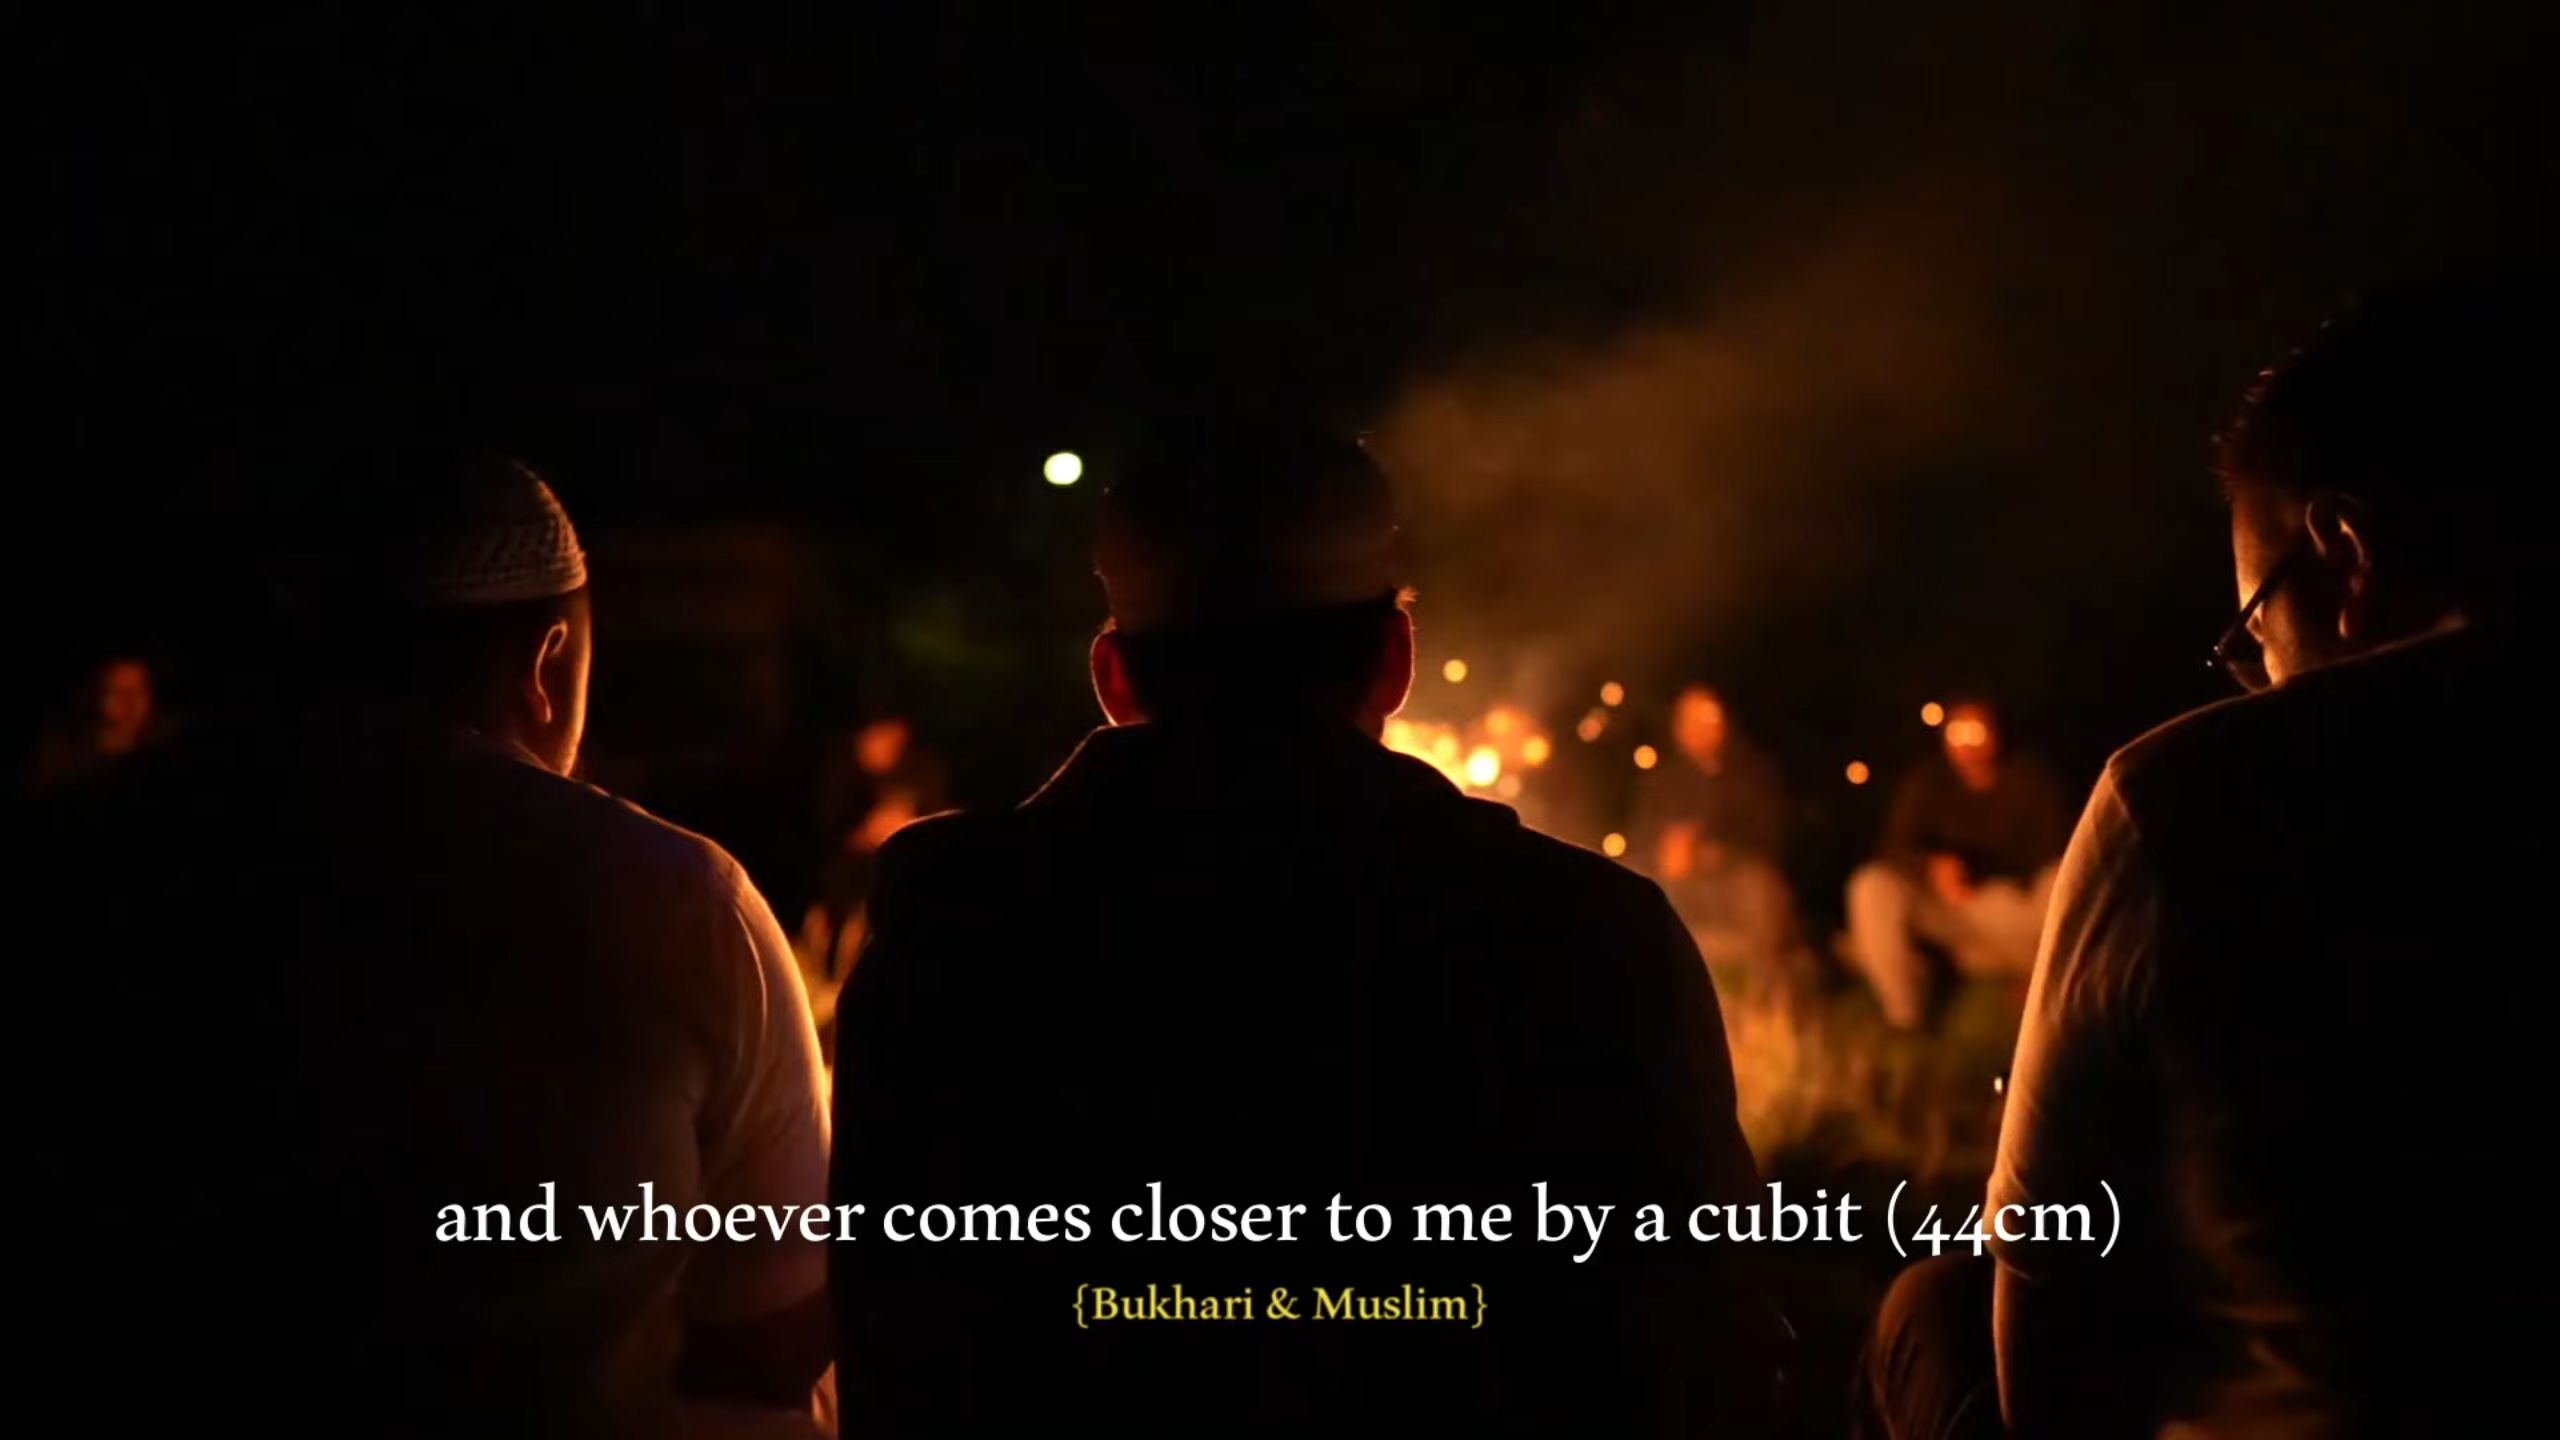 and whoever comes closer to me by a cubit (44cm)
{Bukhari & Muslim}